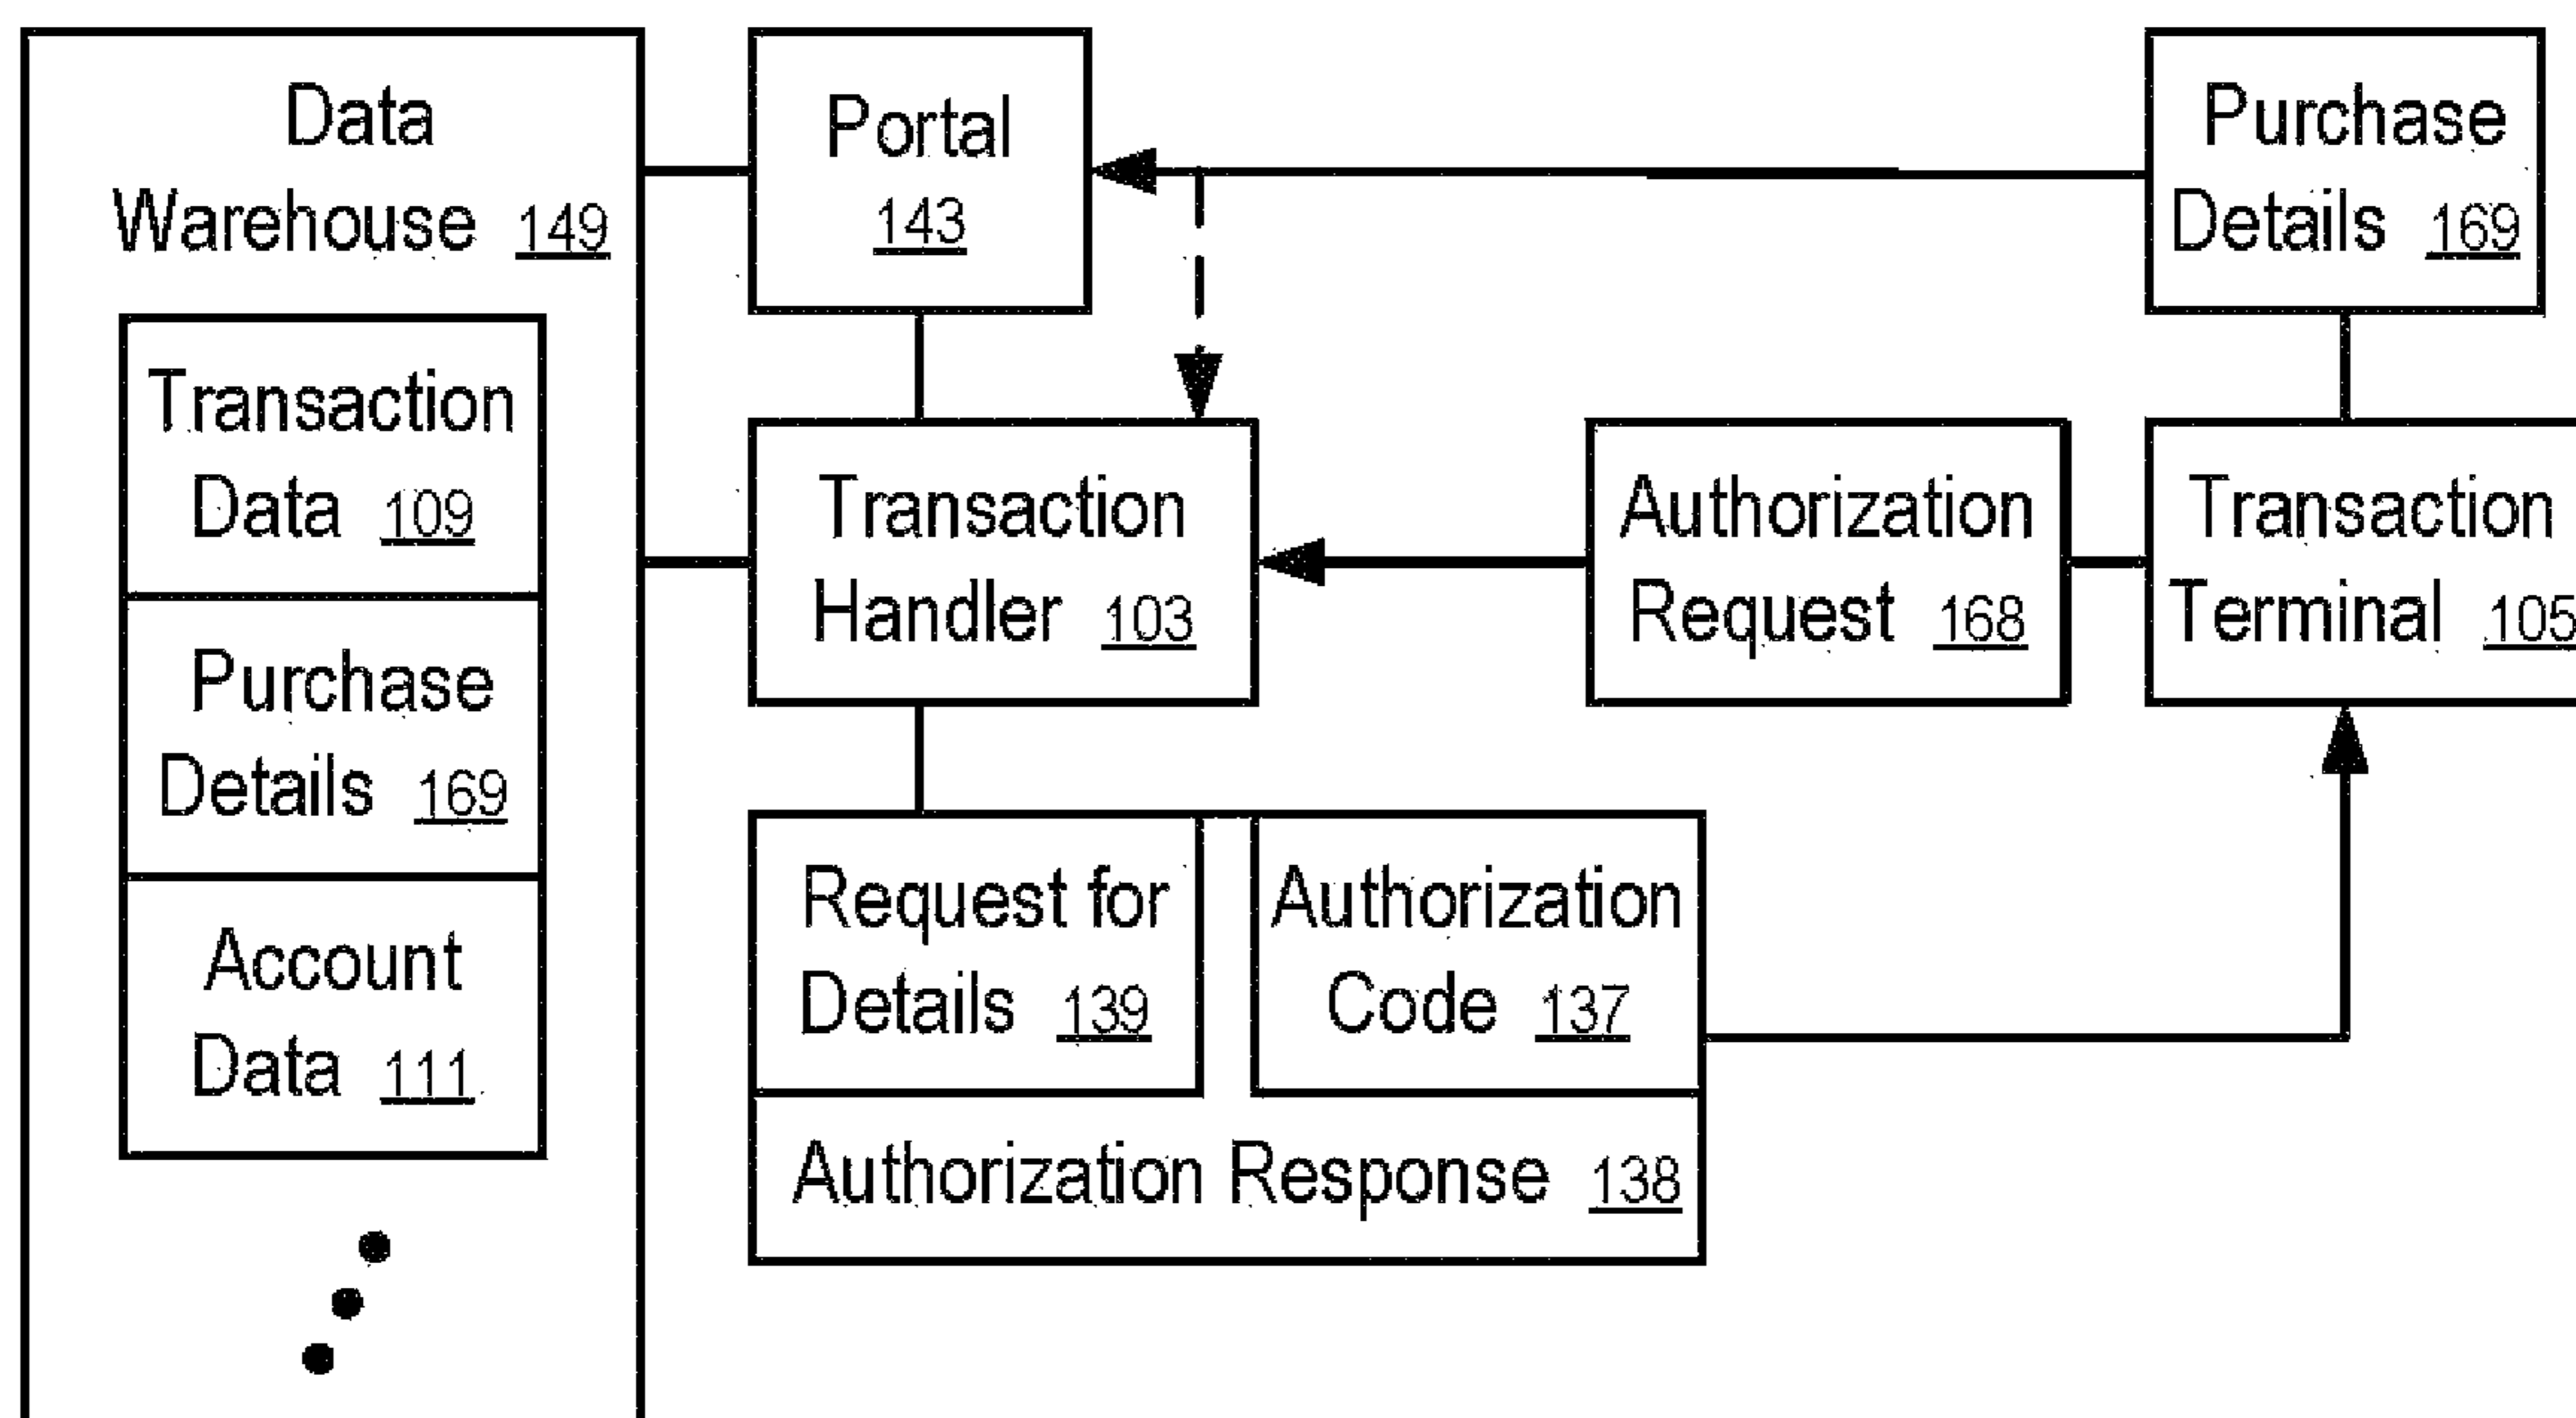 Data
Warehouse 149
Transaction
Data 109
Purchase
Details 169
Account
Data 111
Portal
143
Purchase
Details 169
Transaction
Handler 103
Authorization
Request 168
Transaction
Terminal 105
Request for
Details 139
Authorization
Code 137
Authorization Response 138